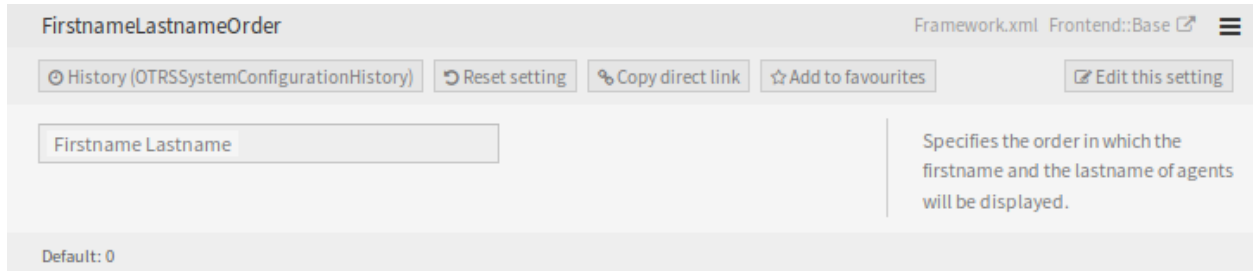 FirstnameLastnameOrder
Framework.xml Frontend::Base
History (OTRSSystemConfigurationHistory)
Reset setting
Copy direct link
Add to favourites
Edit this setting
Firstname Lastname
Specifies the order in which the
firstname and the lastname of agents
will be displayed.
Default: 0